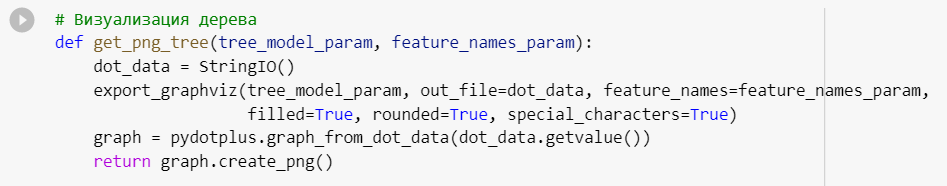 # Визуализация дерева
def get_png_tree(tree_model_param, feature_names_param):
    dot_data = StringIO()
    export_graphviz(tree_model_param, out_file=dot_data, feature_names=feature_names_param,
                    filled=True, rounded=True, special_characters=True)
    graph = pydotplus.graph_from_dot_data(dot_data.getvalue())
    return graph.create_png()